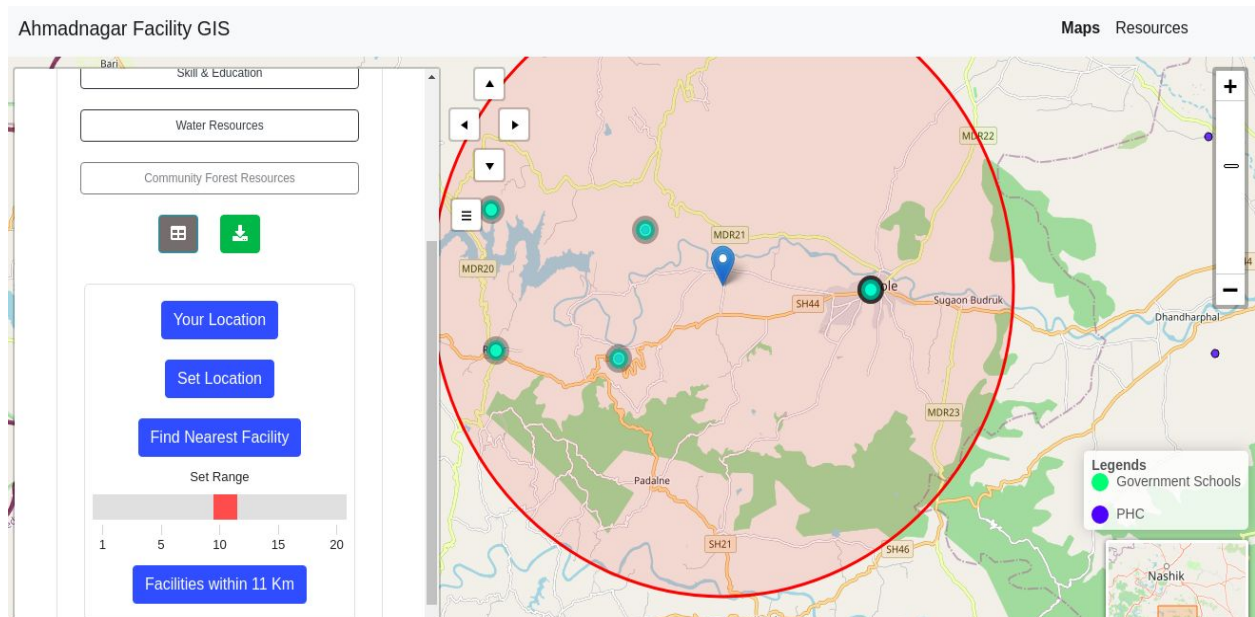 Ahmadnagar Facility GIS
Maps Resources
Bari
Skill & Education
Water Resources
Community Forest Resources
Your Location
Set Location
Find Nearest Facility
Set Range
1 5 10 15 20
Facilities within 11 Km
MDR22
MDR21
MDR20
SH44
Sugaon Budruk
Dhandharphal
MDR23
Padalne
SH21
SH46
Legends
Government Schools
PHC
Nashik